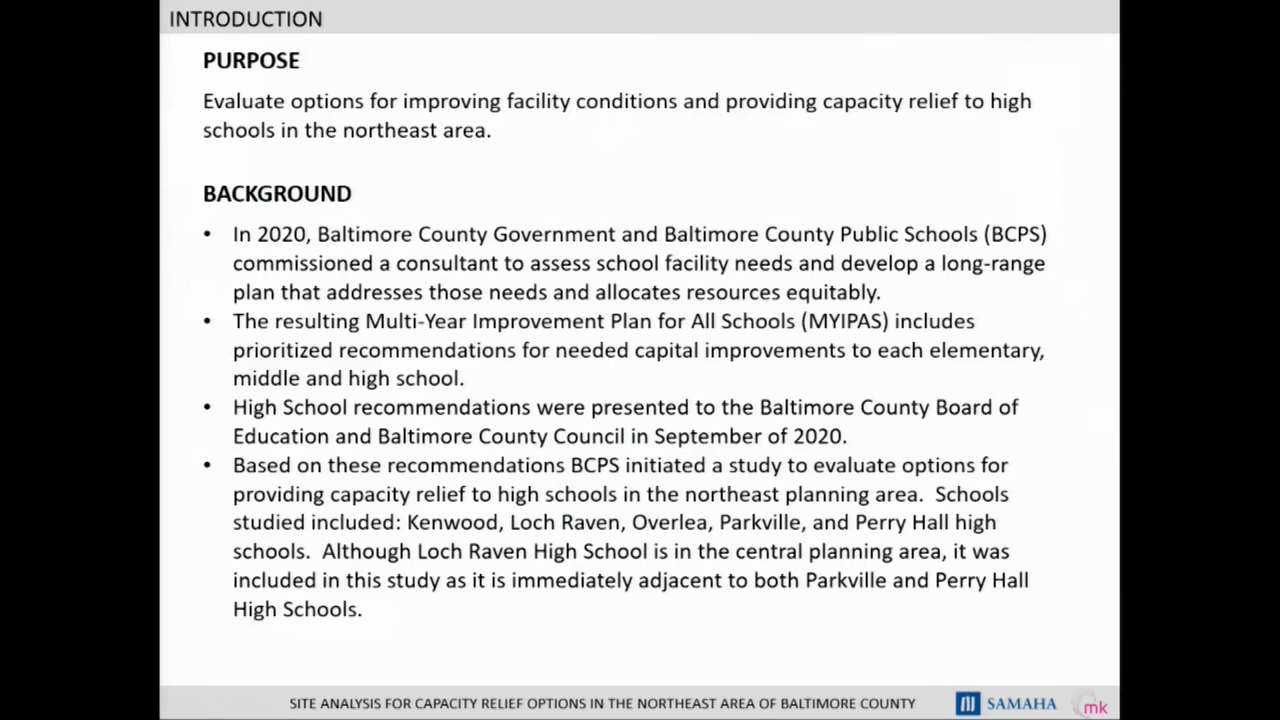 INTRODUCTION
PURPOSE
Evaluate options for improving facility conditions and providing capacity relief to high
schools in the northeast area.
BACKGROUND
• In 2020, Baltimore County Government and Baltimore County Public Schools (BCPS)
commissioned a consultant to assess school facility needs and develop a long-range
plan that addresses those needs and allocates resources equitably.
• The resulting Multi-Year Improvement Plan for All Schools (MYIPAS) includes
prioritized recommendations for needed capital improvements to each elementary,
middle and high school.
• High School recommendations were presented to the Baltimore County Board of
Education and Baltimore County Council in September of 2020.
• Based on these recommendations BCPS initiated a study to evaluate options for
providing capacity relief to high schools in the northeast planning area.  Schools
studied included: Kenwood, Loch Raven, Overlea, Parkville, and Perry Hall high
schools.  Although Loch Raven High School is in the central planning area, it was
included in this study as it is immediately adjacent to both Parkville and Perry Hall
High Schools.
SITE ANALYSIS FOR CAPACITY RELIEF OPTIONS IN THE NORTHEAST AREA OF BALTIMORE COUNTY SAMAHA mk